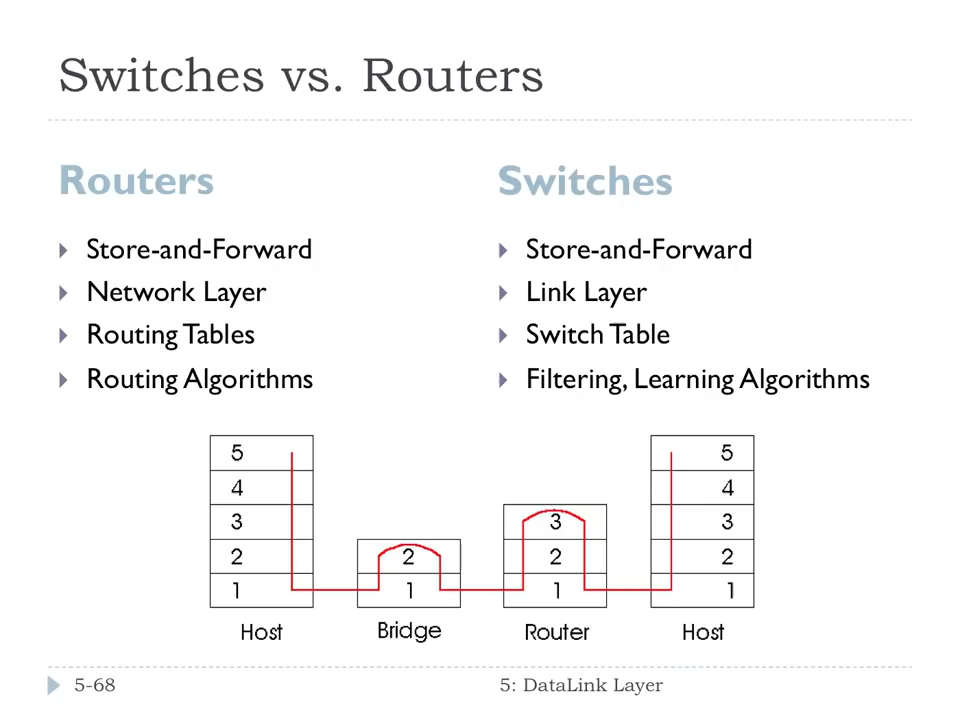 Switches vs. Routers
Routers
Store-and-Forward
Network Layer
Routing Tables
Routing Algorithms
Switches
Store-and-Forward
Link Layer
Switch Table
Filtering, Learning Algorithms
5
4
3
2
1
Host
2
1
Bridge
3
2
1
Router
5
4
3
2
1
Host
5-68
5: DataLink Layer